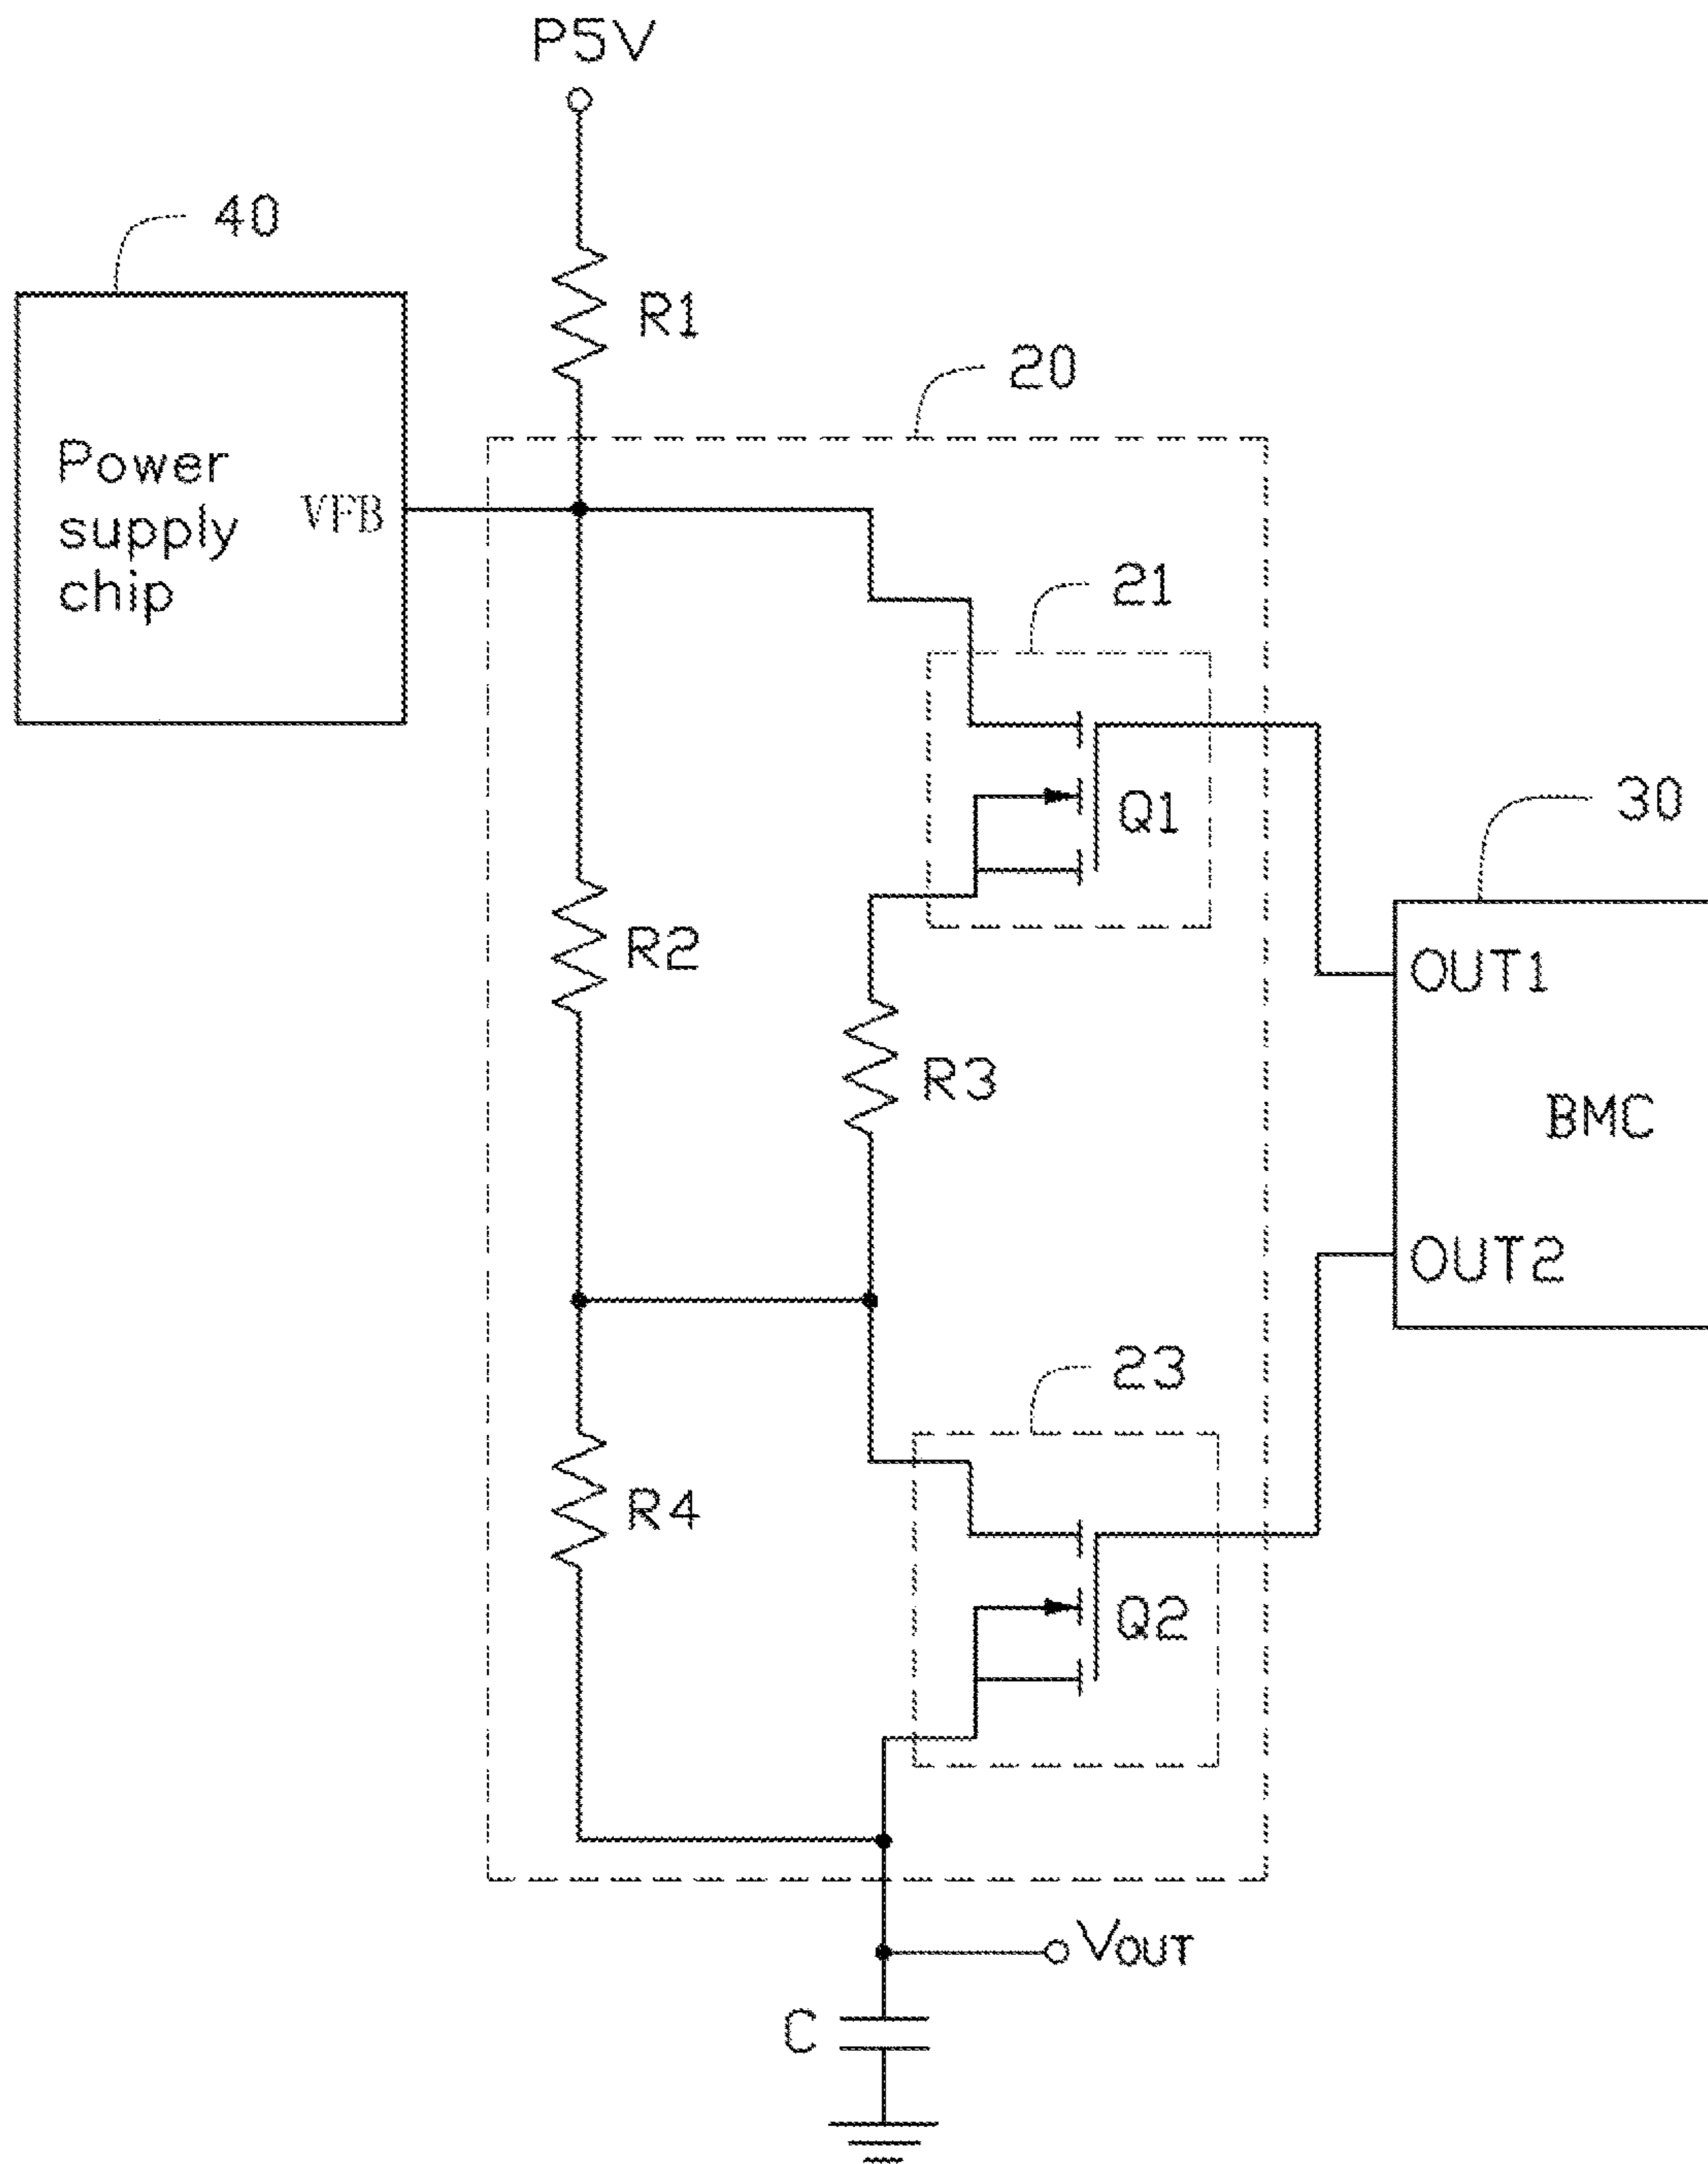 P5V
40
R1
20
Power
supply
chip
VFB
21
Q1
30
R2
OUT1
R3
BMC
OUT2
23
R4
Q2
VOUT
C